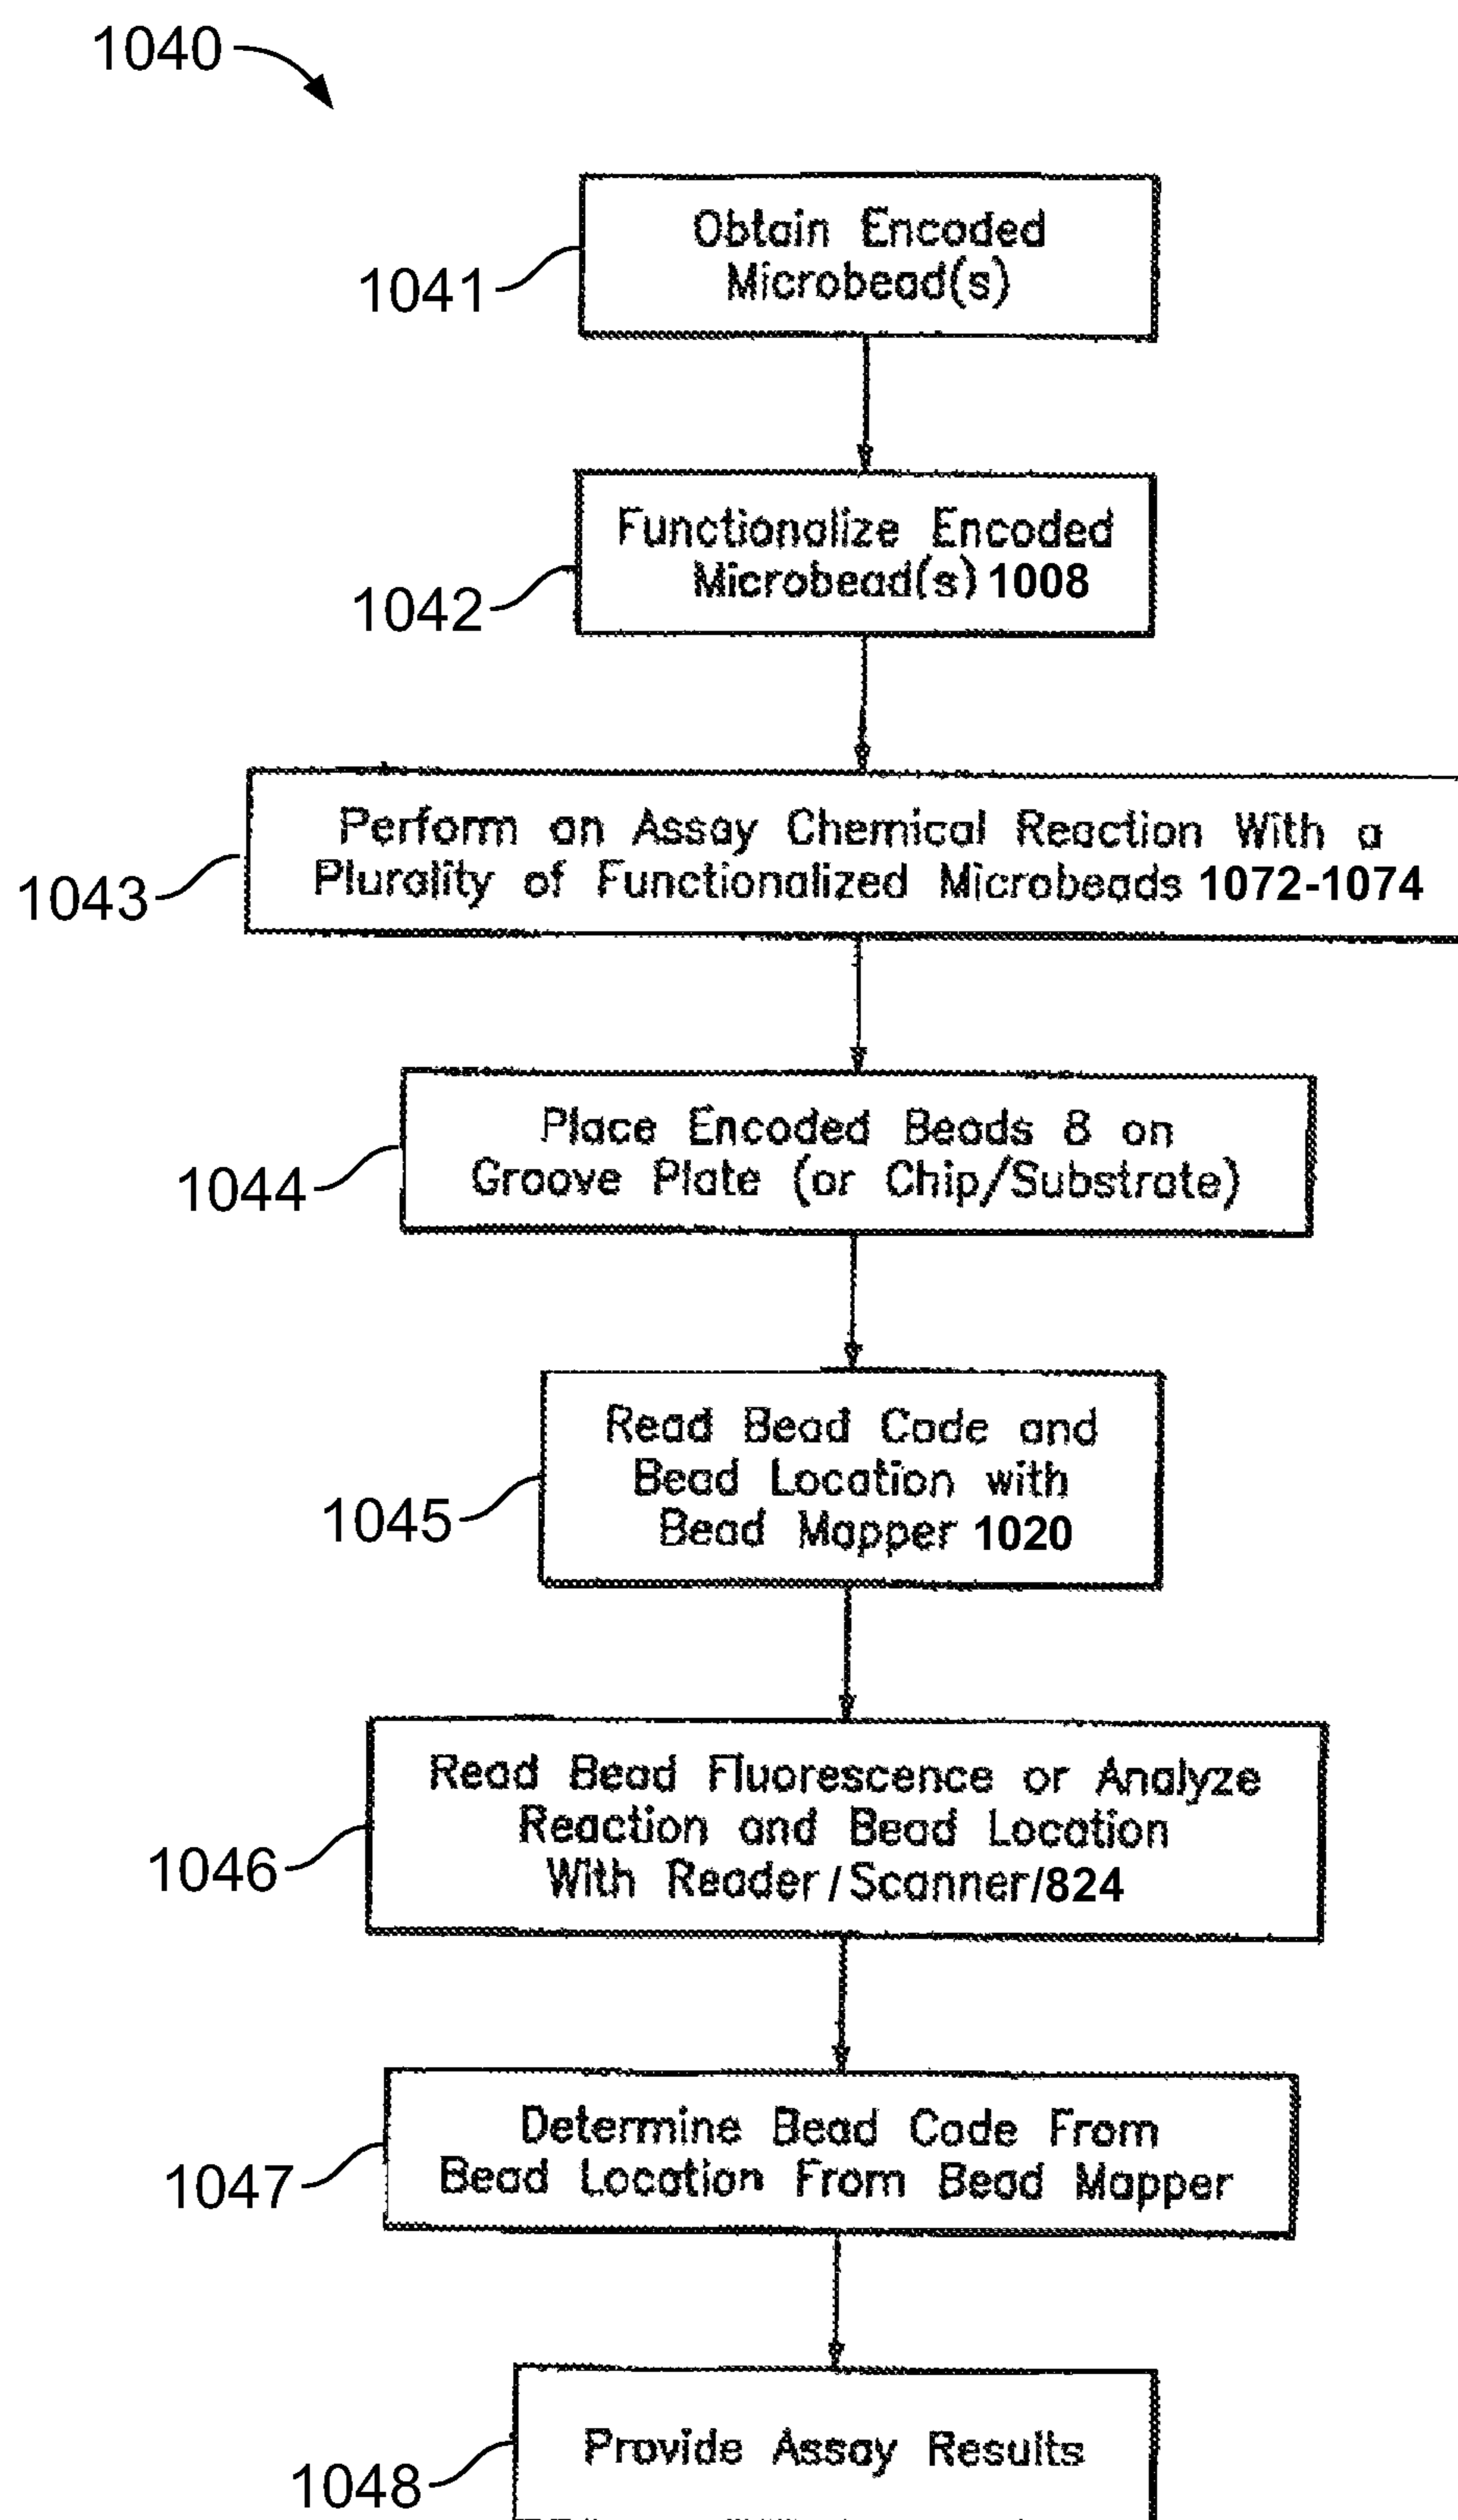 1040
Obtain Encoded
Microbead(s)
1041
Functionalize Encoded
Microbead(s) 1008
1042
Perform an Assay Chemical Reaction With a
Plurality of Functionalized Microbeads 1072-1074
1043
Place Encoded Beads 8 on
Groove Plate (or Chip/Substrate)
1044
Read Bead Code and
Bead Location with
Bead Mapper 1020
1045
Read Bead Fluorescence or Analyze
Reaction and Bead Location
With Reader/Scanner/824
1046
Determine Bead Code From
Bead Location From Bead Mapper
1047
Provide Assay Results
1048